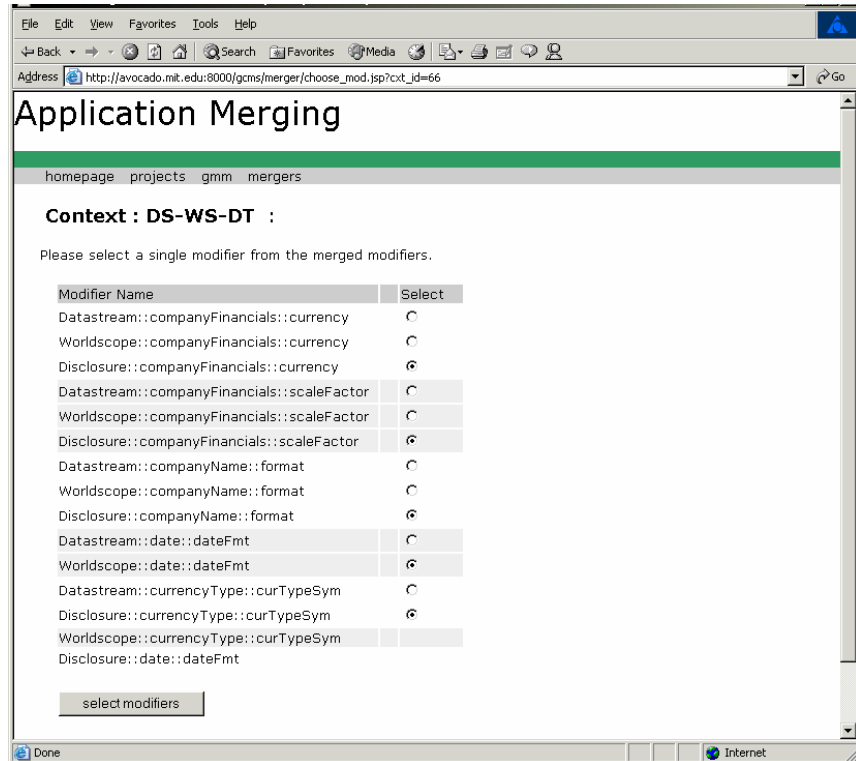 File Edit View Favorites Tools Help
Back Search Favorites Media
Address http://avocado.mit.edu:8000/gcms/merger/choose_mod.jsp?cxt_id=66 Go
Application Merging
homepage projects gmm mergers
Context : DS-WS-DT :
Please select a single modifier from the merged modifiers.
Modifier Name Select
Datastream::companyFinancials::currency
Worldscope::companyFinancials::currency
Disclosure::companyFinancials::currency
Datastream::companyFinancials::scaleFactor
Worldscope::companyFinancials::scaleFactor
Disclosure::companyFinancials::scaleFactor
Datastream::companyName::format
Worldscope::companyName::format
Disclosure::companyName::format
Datastream::date::dateFmt
Worldscope::date::dateFmt
Datastream::currencyType::curTypeSym
Disclosure::currencyType::curTypeSym
Worldscope::currencyType::curTypeSym
Disclosure::date::dateFmt
select modifiers
Done Internet